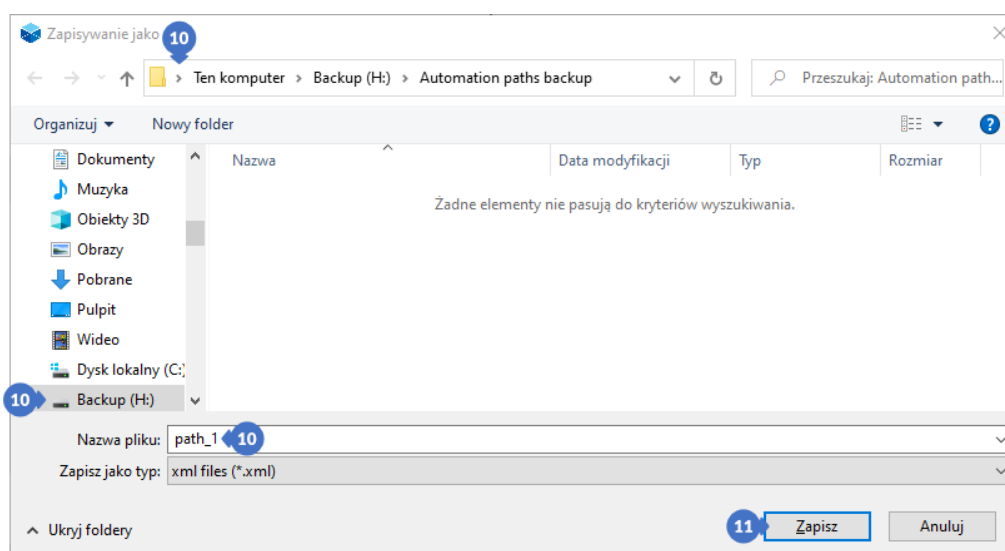 Zapisywanie jako 10
Ten komputer > Backup (H:) > Automation paths backup Przeszukaj: Automation path...
Organizuj Nowy folder ?
Nazwa Data modyfikacji Typ Rozmiar
Żadne elementy nie pasują do kryteriów wyszukiwania.
Dokumenty
Muzyka
Obiekty 3D
Obrazy
Pobrane
Pulpit
Wideo
Dysk lokalny (C:)
10 Backup (H:)
Nazwa pliku: path_1 10
Zapisz jako typ: xml files (*.xml)
Ukryj foldery 11 Zapisz Anuluj